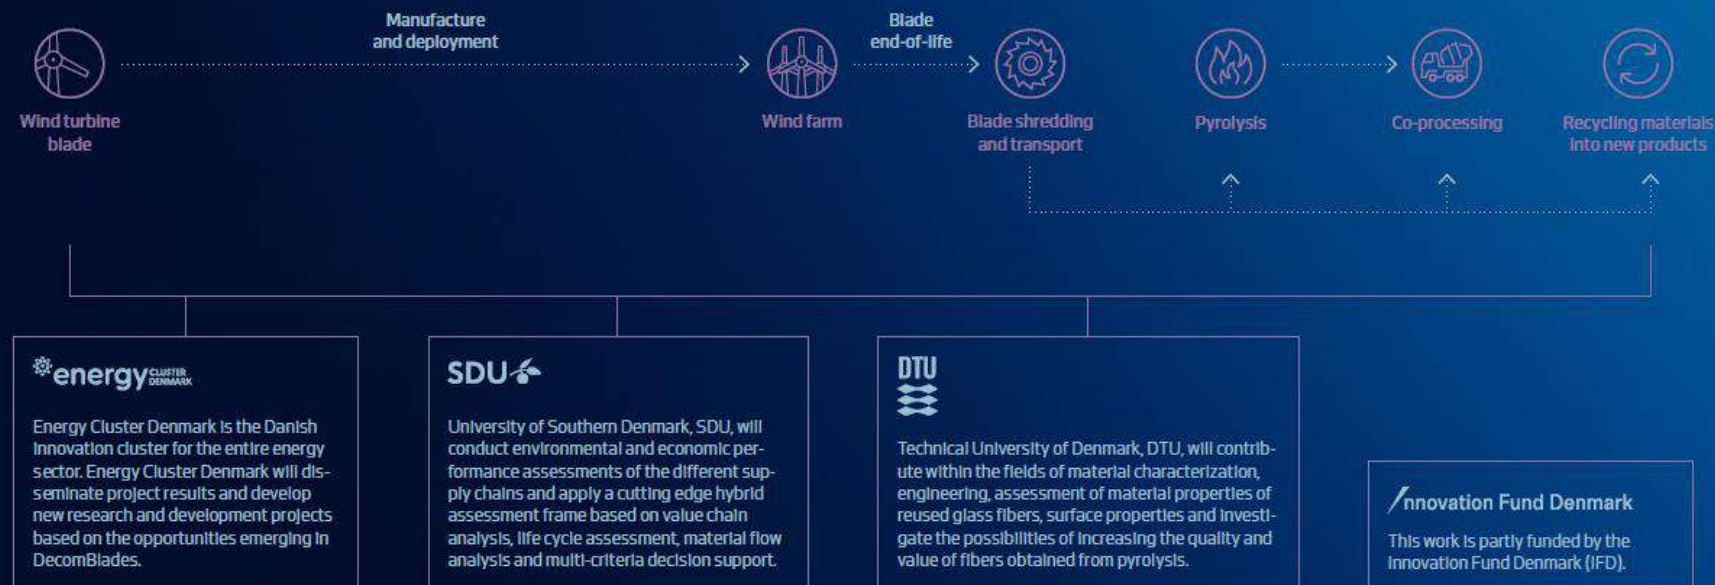 Manufacture
and deployment
Blade
end-of-life
Wind turbine
blade
Wind farm
Blade shredding
and transport
Pyrolysis
Co-processing
Recycling materials
into new products
energy CLUSTER
DENMARK
Energy Cluster Denmark is the Danish
innovation cluster for the entire energy
sector. Energy Cluster Denmark will dis-
seminate project results and develop
new research and development projects
based on the opportunities emerging in
DecomBlades.
SDU
University of Southern Denmark, SDU, will
conduct environmental and economic per-
formance assessments of the different sup-
ply chains and apply a cutting edge hybrid
assessment frame based on value chain
analysis, life cycle assessment, material flow
analysis and multi-criteria decision support.
DTU
Technical University of Denmark, DTU, will contrib-
ute within the fields of material characterization,
engineering, assessment of material properties of
reused glass fibers, surface properties and investi-
gate the possibilities of increasing the quality and
value of fibers obtained from pyrolysis.
Innovation Fund Denmark
This work is partly funded by the
Innovation Fund Denmark (IFD).